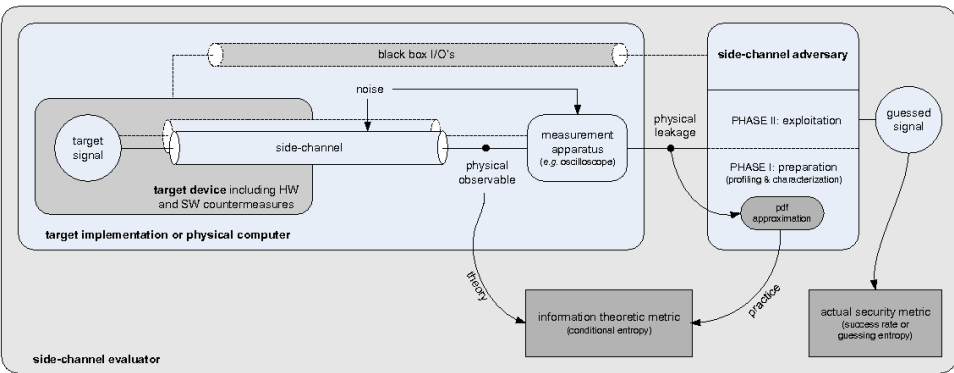 black box I/O's
side-channel adversary
noise
target
signal
side-channel
measurement
apparatus
(e.g. oscilloscope)
physical
leakage
PHASE II: exploitation
guessed
signal
physical
observable
PHASE I: preparation
(profiling & characterization)
target device including HW
and SW countermeasures
pdf
approximation
target implementation or physical computer
theory
practice
information theoretic metric
(conditional entropy)
actual security metric
(success rate or
guessing entropy)
side-channel evaluator